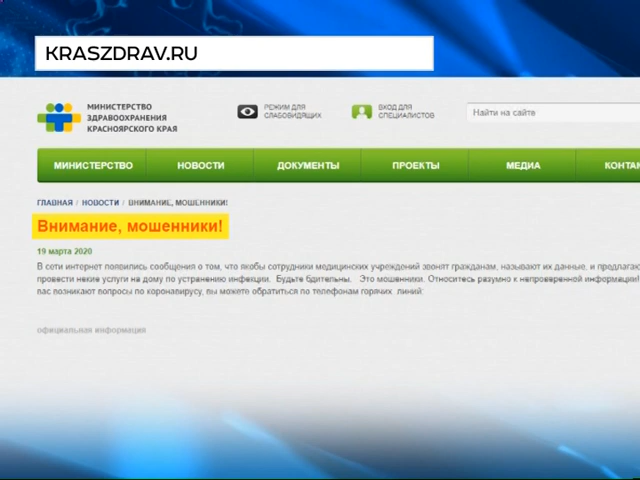 KRASZDRAV.RU
МИНИСТЕРСТВО
ЗДРАВООХРАНЕНИЯ
КРАСНОЯРСКОГО КРАЯ
РЕЖИМ ДЛЯ
СЛАБОВИДЯЩИХ
ВХОД ДЛЯ
СПЕЦИАЛИСТОВ
Найти на сайте
МИНИСТЕРСТВО НОВОСТИ ДОКУМЕНТЫ ПРОЕКТЫ МЕДИА КОНТАК
ГЛАВНАЯ / НОВОСТИ / ВНИМАНИЕ, МОШЕННИКИ!
Внимание, мошенники!
19 марта 2020
В сети интернет появились сообщения о том, что якобы сотрудники медицинских учреждений звонят гражданам, называют их данные, и предлагаю
провести некие услуги на дому по устранению инфекции. Будьте бдительны. Это мошенники. Относитесь разумно к непроверенной информации!
вас возникают вопросы по коронавирусу, вы можете обратиться по телефонам горячих линий:
официальная информация